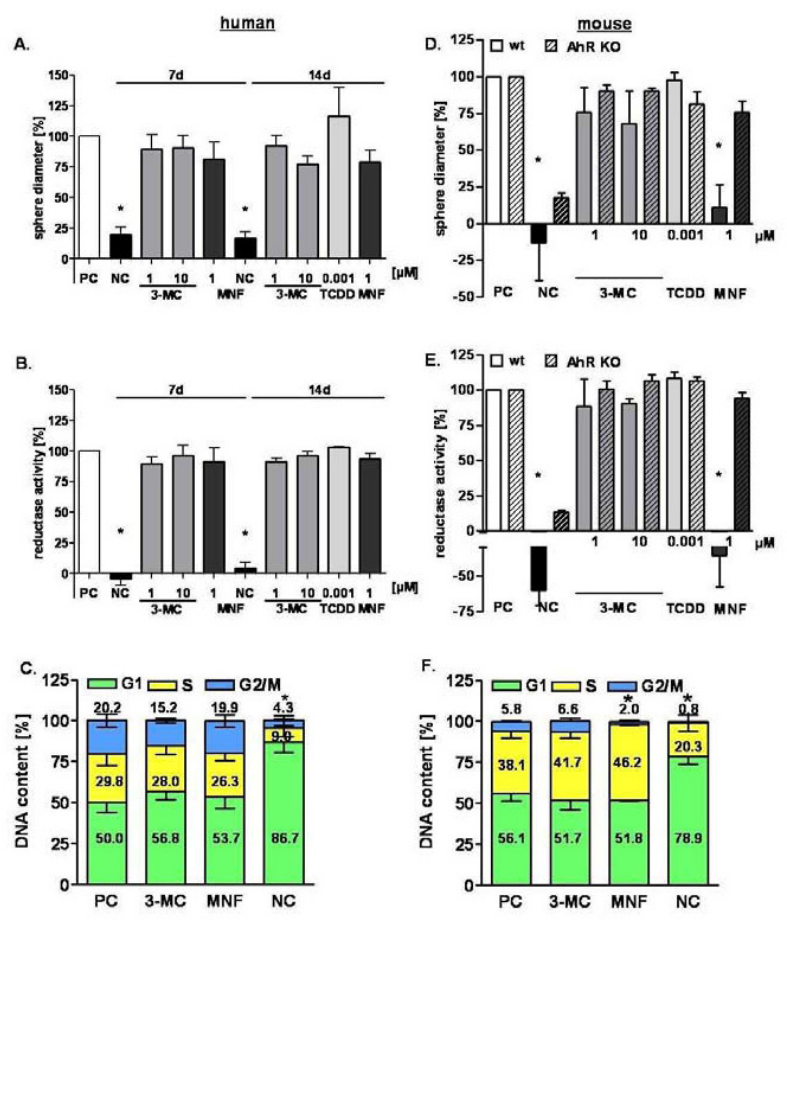 human
A.
7d 14d
sphere diameter [%]
150
125
100
75
50
25
0
* *
PC NC 1 10 1 NC 1 10 0.001 1 [µM]
3-MC MNF 3-MC TCDD MNF
mouse
D.
wt AhR KO
sphere diameter [%]
125
100
75
50
25
0
-25
-50
* *
1 10 0.001 1 µM
PC NC 3-MC TCDD MNF
B.
7d 14d
reductase activity [%]
150
125
100
75
50
25
0
* *
PC NC 1 10 1 NC 1 10 0.001 1 [µM]
3-MC MNF 3-MC TCDD MNF
E.
wt AhR KO
reductase activity [%]
125
100
75
50
25
0
-50
-75
* *
1 10 0.001 1 µM
PC NC 3-MC TCDD MNF
C.
G1 S G2/M
DNA content [%]
125
100
75
50
25
0
*
20.2 15.2 19.9 4.3
29.8 28.0 26.3 9.0
50.0 56.8 53.7 86.7
PC 3-MC MNF NC
F.
G1 S G2/M
DNA content [%]
125
100
75
50
25
0
* *
5.8 6.6 2.0 0.8
38.1 41.7 46.2 20.3
56.1 51.7 51.8 78.9
PC 3-MC MNF NC